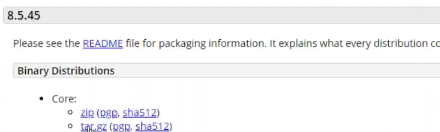 8.5.45
Please see the README file for packaging information. It explains what every distribution co
Binary Distributions
Core:
zip (pgp, sha512)
tar.gz (pgp, sha512)